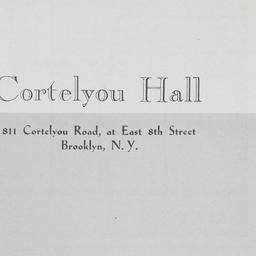 Cortelyou Hall
811 Cortelyou Road, at East 8th Street
Brooklyn, N. Y.